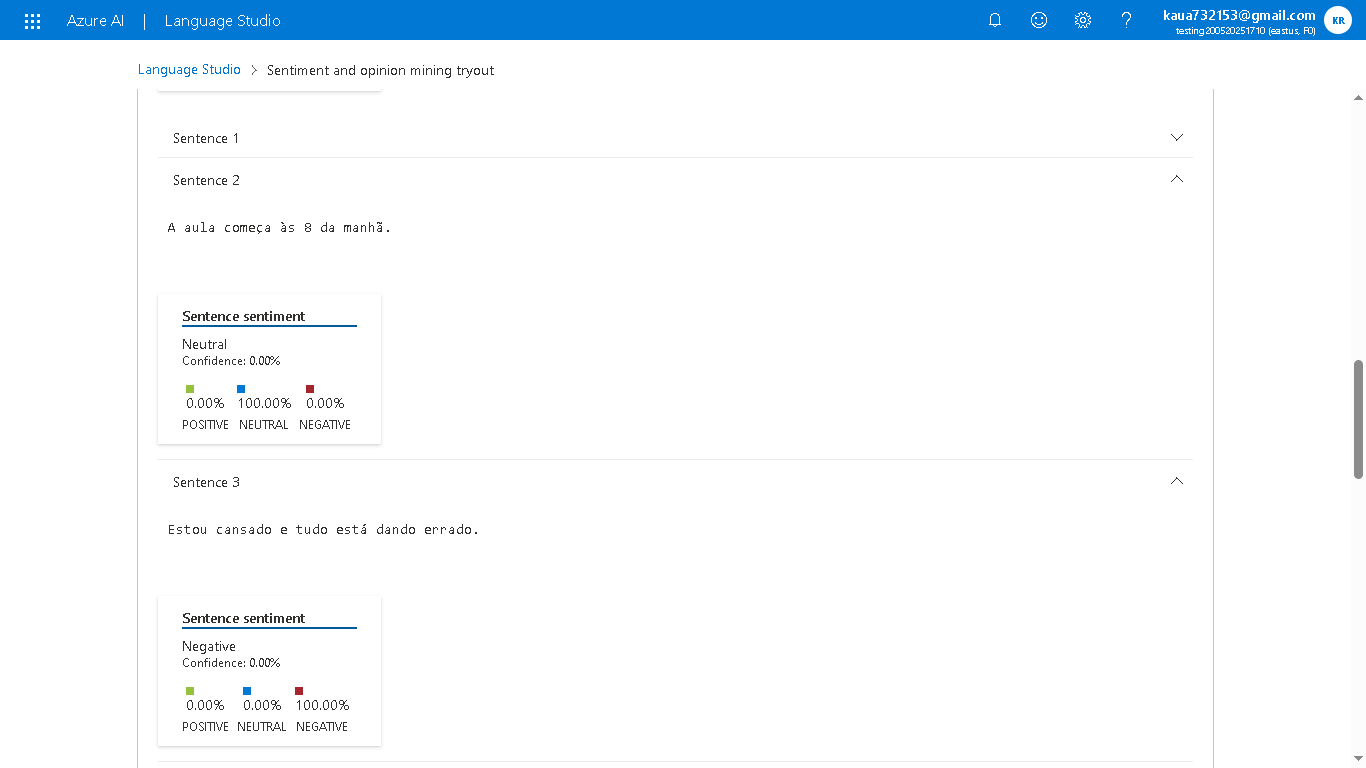 Azure AI | Language Studio
kaua732153@gmail.com
testing200520251710 (eastus, F0)
KR
Language Studio > Sentiment and opinion mining tryout
Sentence 1
Sentence 2
A aula começa às 8 da manhã.
Sentence sentiment
Neutral
Confidence: 0.00%
0.00% 100.00% 0.00%
POSITIVE NEUTRAL NEGATIVE
Sentence 3
Estou cansado e tudo está dando errado.
Sentence sentiment
Negative
Confidence: 0.00%
0.00% 0.00% 100.00%
POSITIVE NEUTRAL NEGATIVE